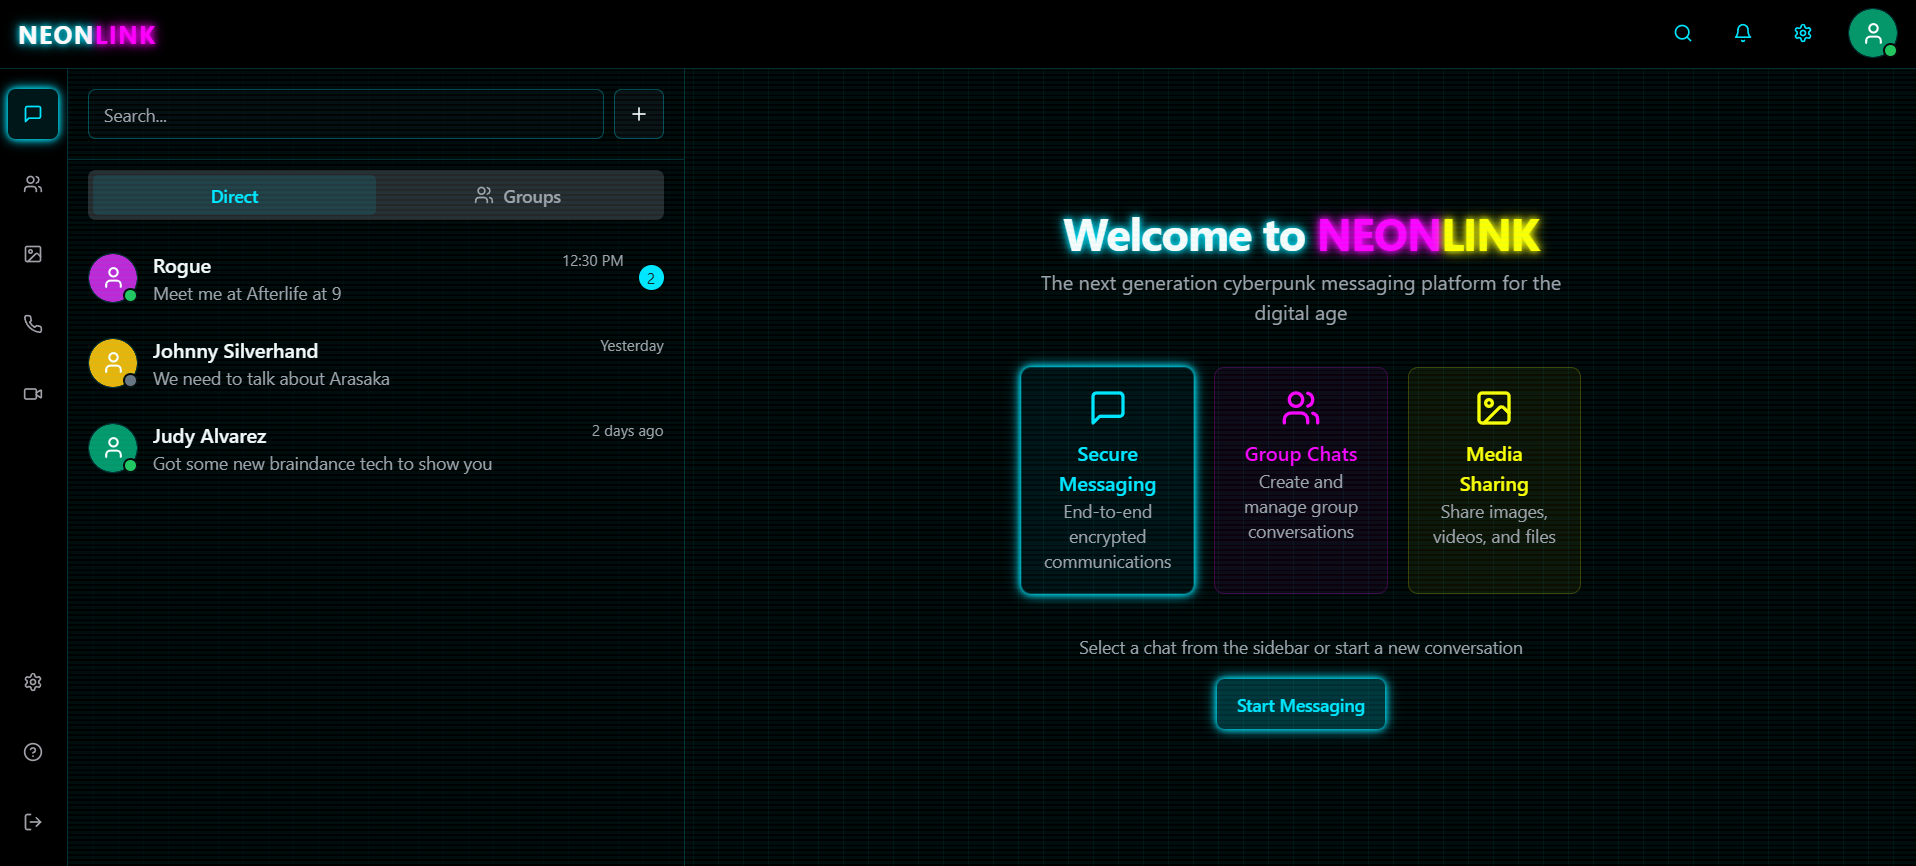 NEONLINK
Search...
Direct
Groups
Rogue
12:30 PM
Meet me at Afterlife at 9
2
Johnny Silverhand
Yesterday
We need to talk about Arasaka
Judy Alvarez
2 days ago
Got some new braindance tech to show you
Welcome to NEONLINK
The next generation cyberpunk messaging platform for the
digital age
Secure
Messaging
End-to-end
encrypted
communications
Group Chats
Create and
manage group
conversations
Media
Sharing
Share images,
videos, and files
Select a chat from the sidebar or start a new conversation
Start Messaging